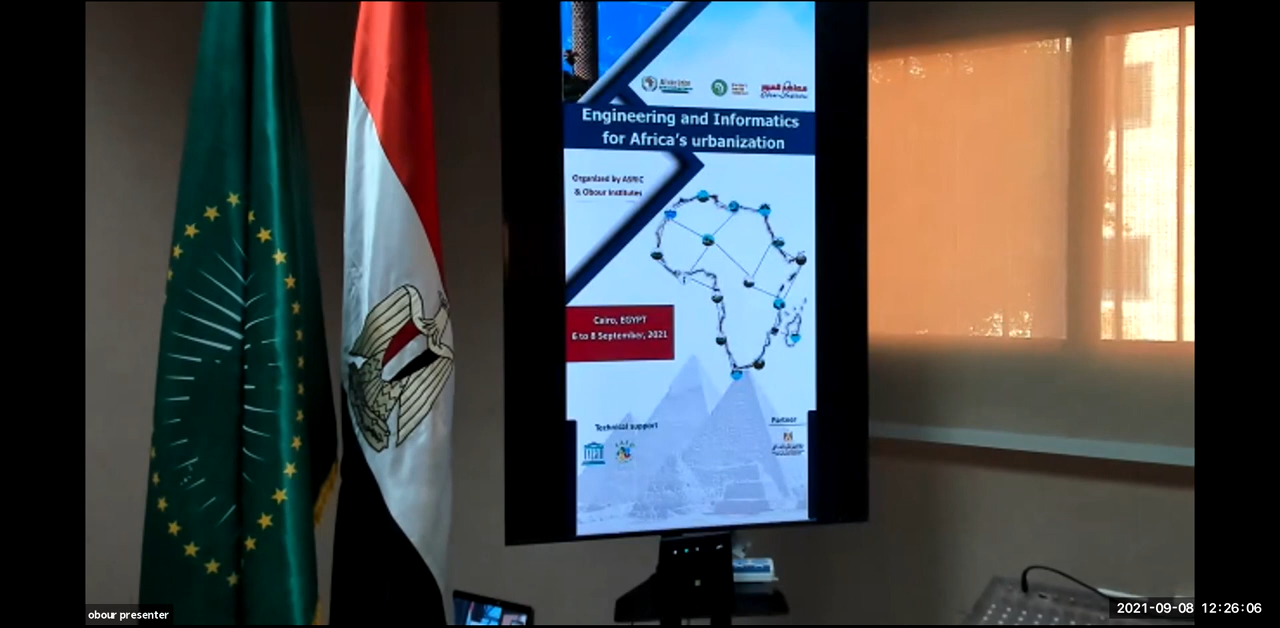 Engineering and Informatics
for Africa's urbanization
Organized by ASRIC
& Obour Institutes
Cairo, EGYPT
6 to 8 September, 2021
Technical support
Partner
obour presenter
2021-09-08 12:26:06